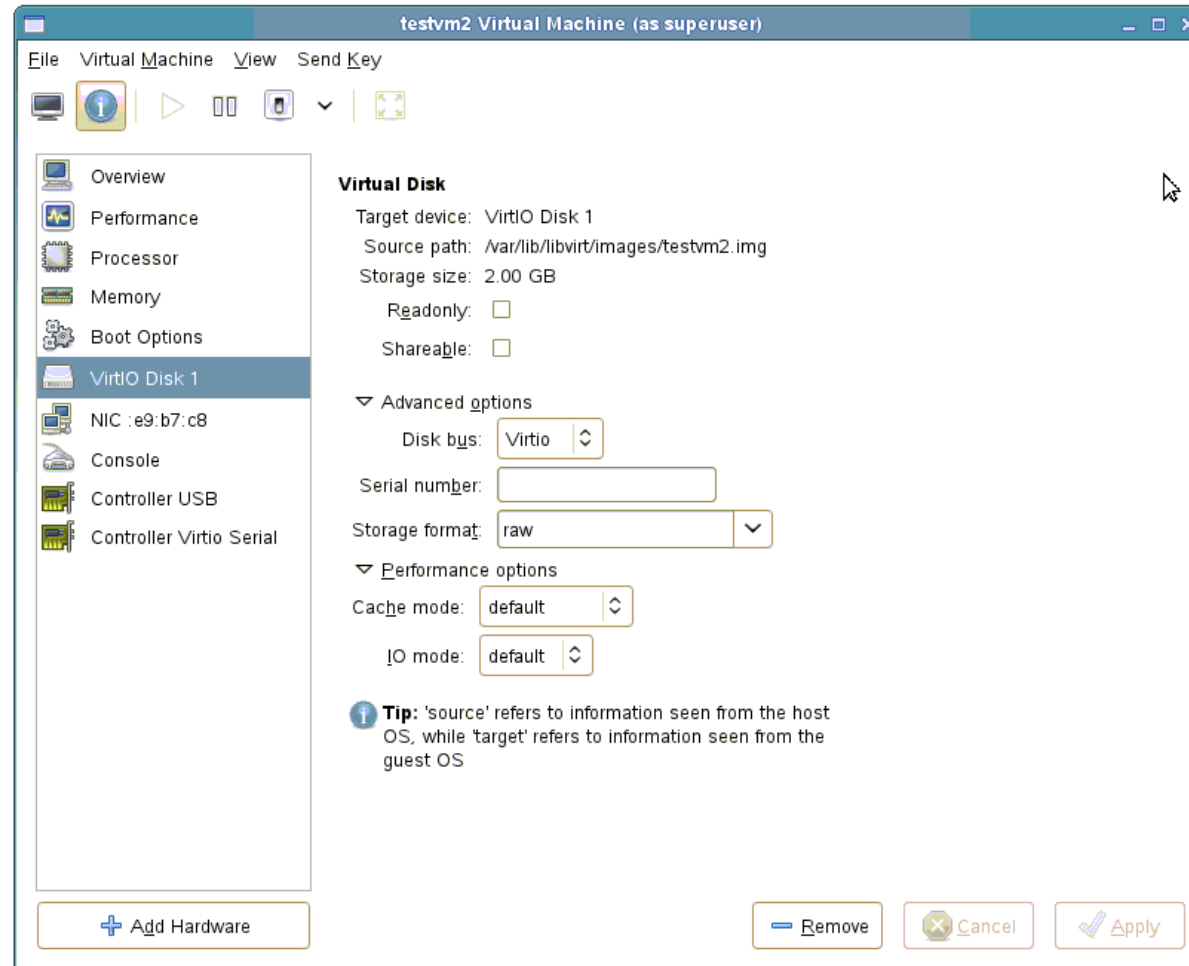 testvm2 Virtual Machine (as superuser)
File Virtual Machine View Send Key
Overview
Performance
Processor
Memory
Boot Options
VirtIO Disk 1
NIC :e9:b7:c8
Console
Controller USB
Controller Virtio Serial
Add Hardware
Virtual Disk
Target device: VirtIO Disk 1
Source path: /var/lib/libvirt/images/testvm2.img
Storage size: 2.00 GB
Readonly:
Shareable:
Advanced options
Disk bus: Virtio
Serial number:
Storage format: raw
Performance options
Cache mode: default
IO mode: default
Tip: 'source' refers to information seen from the host
OS, while 'target' refers to information seen from the
guest OS
Remove Cancel Apply